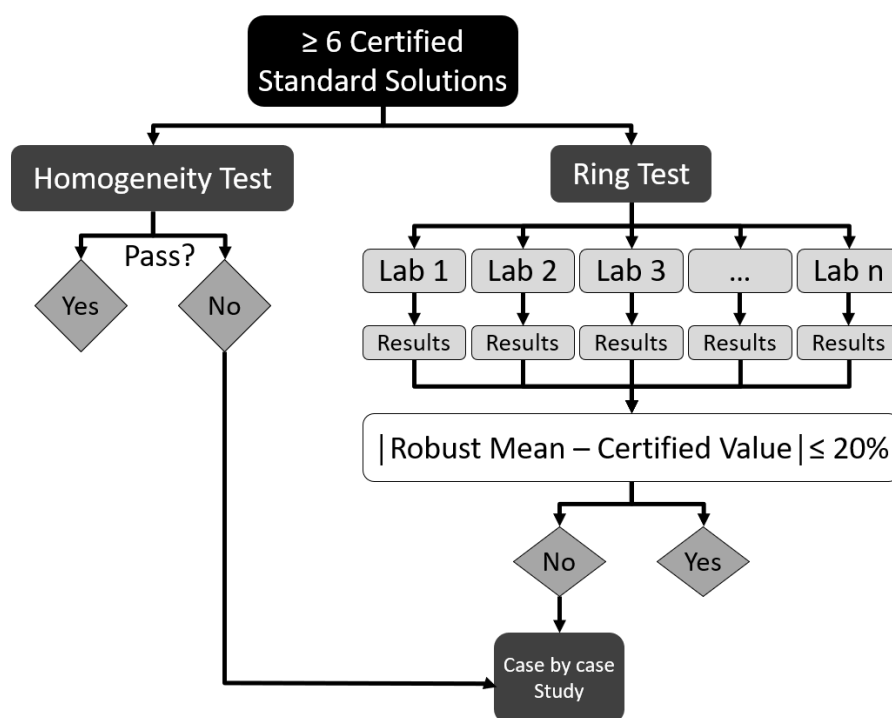 ≥ 6 Certified
Standard Solutions
Homogeneity Test
Ring Test
Pass?
Yes
No
Lab 1
Lab 2
Lab 3
...
Lab n
Results
Results
Results
Results
Results
|Robust Mean – Certified Value| ≤ 20%
No
Yes
Case by case
Study